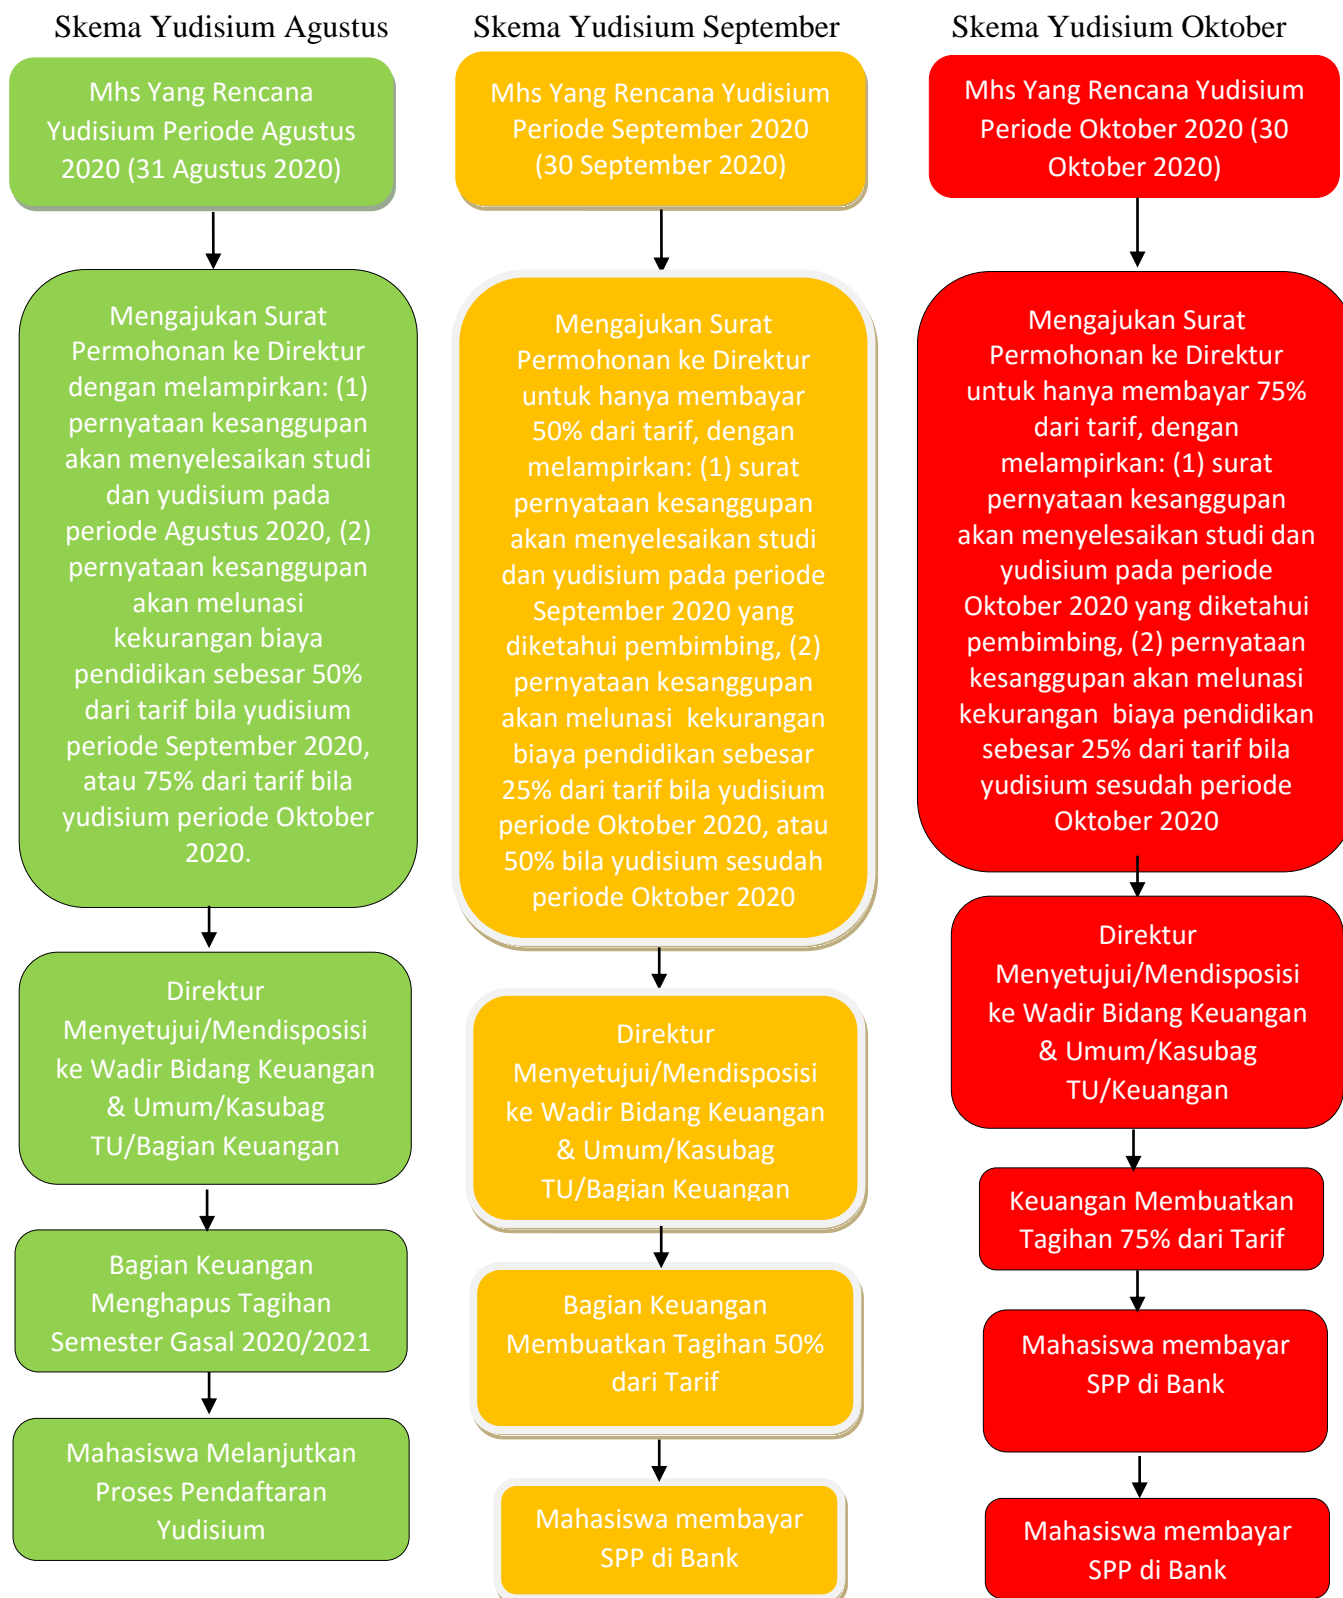 Skema Yudisium Agustus
Mhs Yang Rencana
Yudisium Periode Agustus
2020 (31 Agustus 2020)
Mengajukan Surat
Permohonan ke Direktur
dengan melampirkan: (1)
pernyataan kesanggupan
akan menyelesaikan studi
dan yudisium pada
periode Agustus 2020, (2)
pernyataan kesanggupan
akan melunasi
kekurangan biaya
pendidikan sebesar 50%
dari tarif bila yudisium
periode September 2020,
atau 75% dari tarif bila
yudisium periode Oktober
2020.
Direktur
Menyetujui/Mendisposisi
ke Wadir Bidang Keuangan
& Umum/Kasubag
TU/Bagian Keuangan
Bagian Keuangan
Menghapus Tagihan
Semester Gasal 2020/2021
Mahasiswa Melanjutkan
Proses Pendaftaran
Yudisium
Skema Yudisium September
Mhs Yang Rencana Yudisium
Periode September 2020
(30 September 2020)
Mengajukan Surat
Permohonan ke Direktur
untuk hanya membayar
50% dari tarif, dengan
melampirkan: (1) surat
pernyataan kesanggupan
akan menyelesaikan studi
dan yudisium pada periode
September 2020 yang
diketahui pembimbing, (2)
pernyataan kesanggupan
akan melunasi  kekurangan
biaya pendidikan sebesar
25% dari tarif bila yudisium
periode Oktober 2020, atau
50% bila yudisium sesudah
periode Oktober 2020
Direktur
Menyetujui/Mendisposisi
ke Wadir Bidang Keuangan
& Umum/Kasubag
TU/Bagian Keuangan
Bagian Keuangan
Membuatkan Tagihan 50%
dari Tarif
Mahasiswa membayar
SPP di Bank
Skema Yudisium Oktober
Mhs Yang Rencana Yudisium
Periode Oktober 2020 (30
Oktober 2020)
Mengajukan Surat
Permohonan ke Direktur
untuk hanya membayar 75%
dari tarif, dengan
melampirkan: (1) surat
pernyataan kesanggupan
akan menyelesaikan studi dan
yudisium pada periode
Oktober 2020 yang diketahui
pembimbing, (2) pernyataan
kesanggupan akan melunasi
kekurangan  biaya pendidikan
sebesar 25% dari tarif bila
yudisium sesudah periode
Oktober 2020
Direktur
Menyetujui/Mendisposisi
ke Wadir Bidang Keuangan
& Umum/Kasubag
TU/Keuangan
Keuangan Membuatkan
Tagihan 75% dari Tarif
Mahasiswa membayar
SPP di Bank
Mahasiswa membayar
SPP di Bank